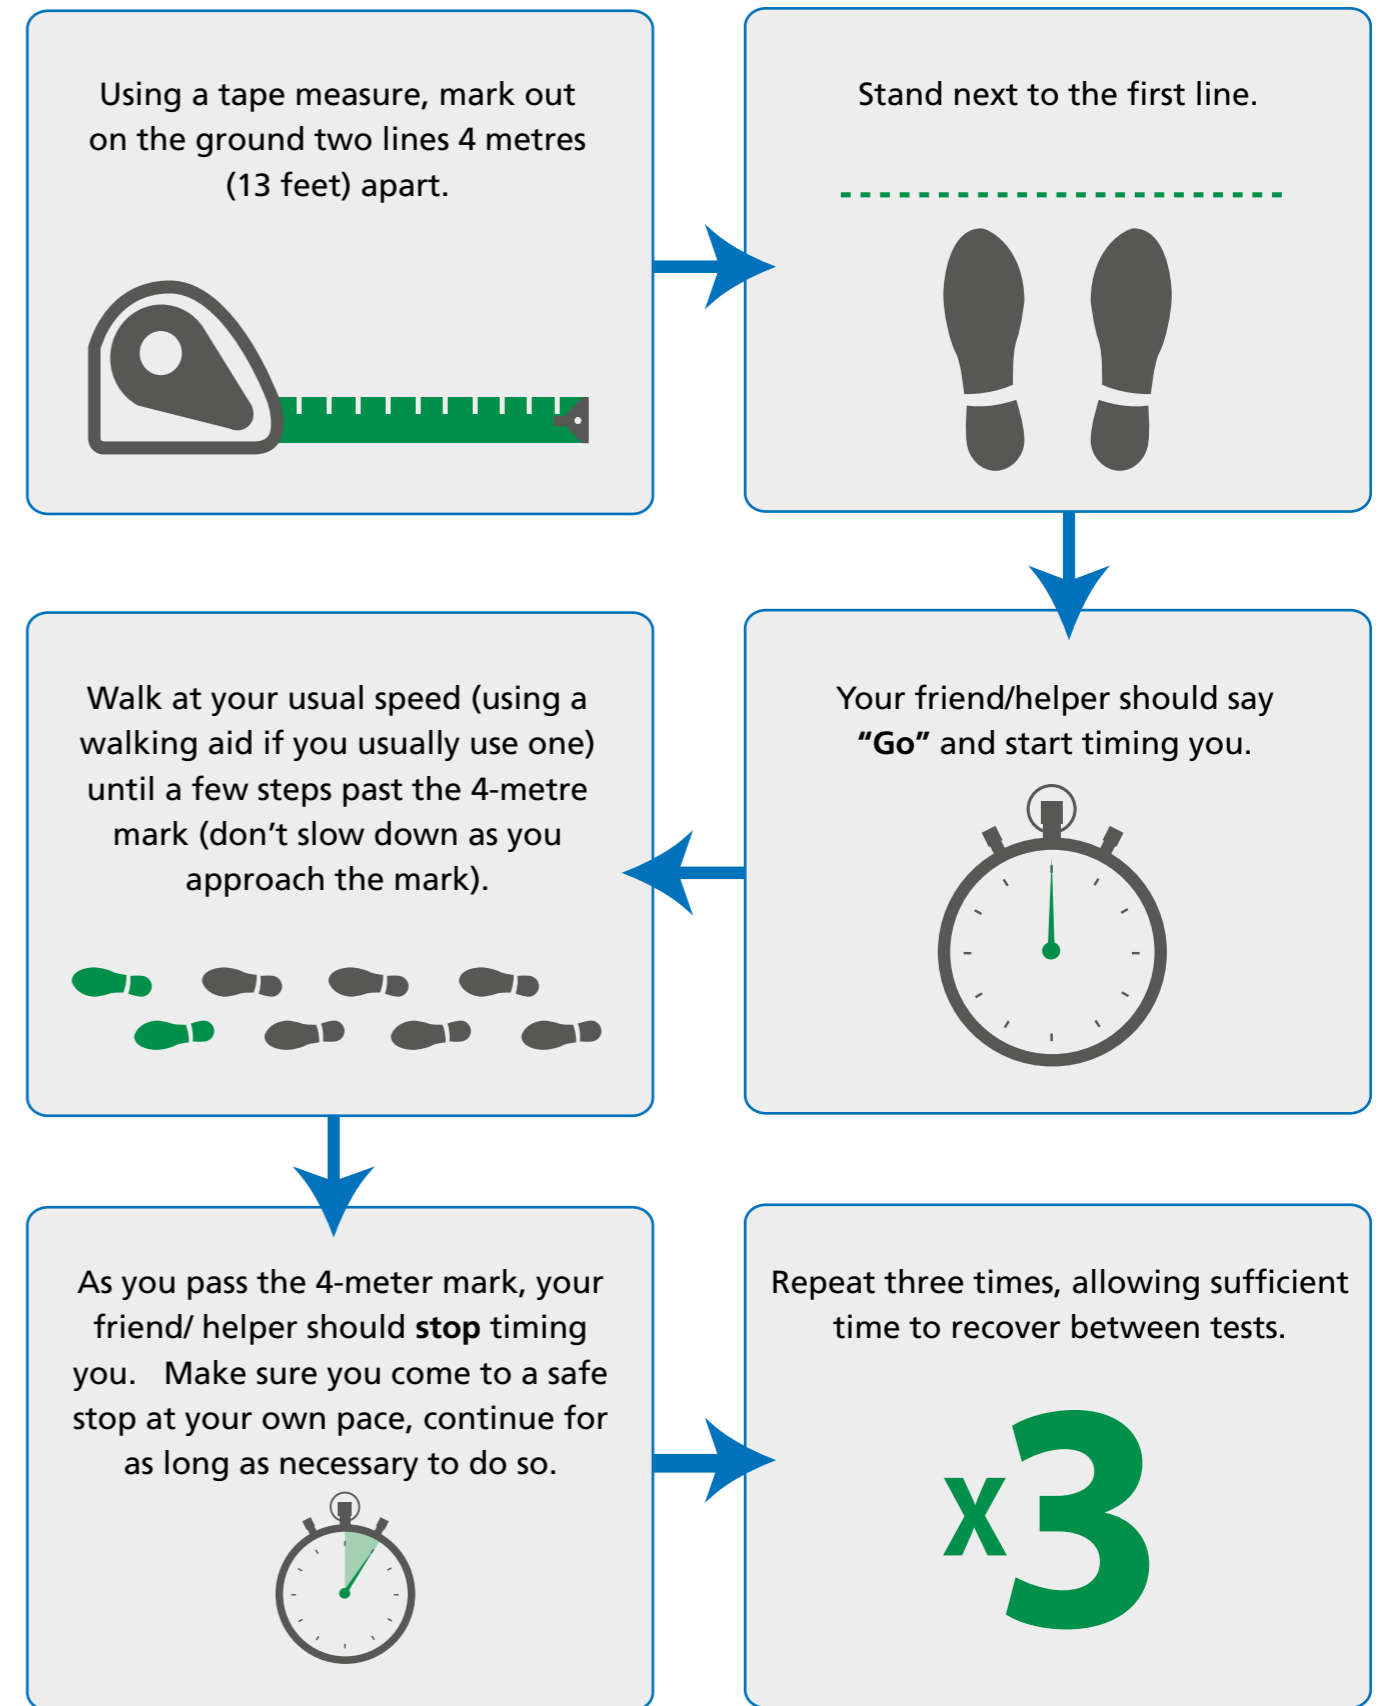 Using a tape measure, mark out
on the ground two lines 4 metres
(13 feet) apart.
Stand next to the first line.
Your friend/helper should say
“Go” and start timing you.
Walk at your usual speed (using a
walking aid if you usually use one)
until a few steps past the 4-metre
mark (don’t slow down as you
approach the mark).
As you pass the 4-meter mark, your
friend/ helper should stop timing
you.   Make sure you come to a safe
stop at your own pace, continue for
as long as necessary to do so.
Repeat three times, allowing sufficient
time to recover between tests.
x3